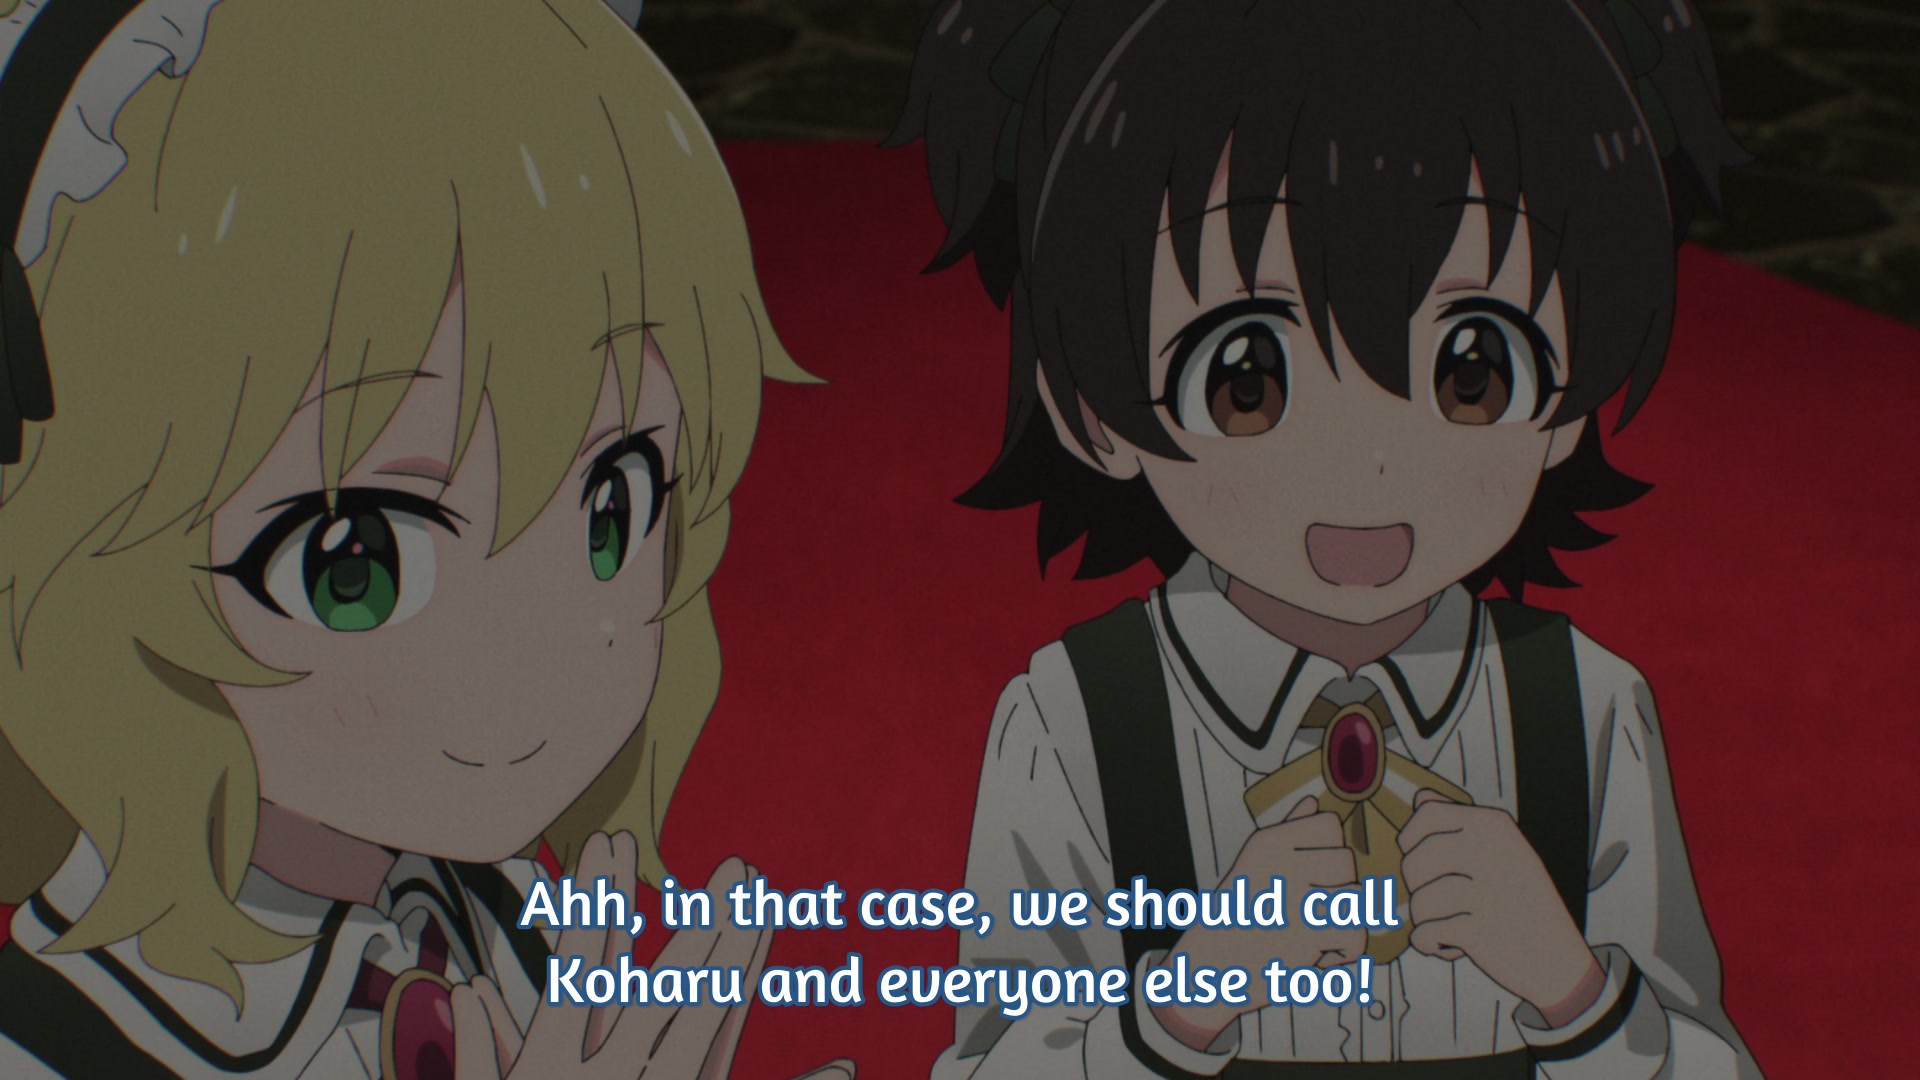 Ahh, in that case, we should call
Koharu and everyone else too!